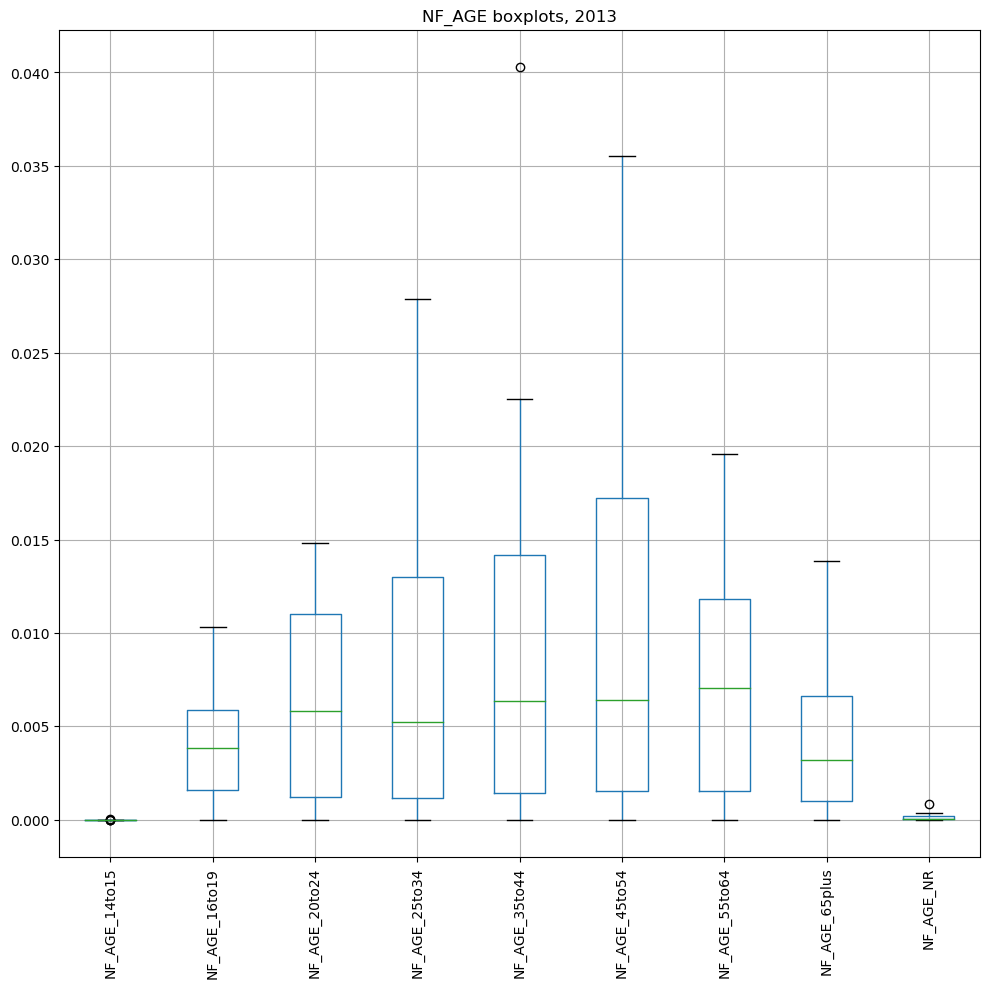 NF_AGE boxplots, 2013
0.040
0.035
0.030
0.025
0.020
0.015
0.010
0.005
0.000
NF_AGE_14to15
NF_AGE_16to19
NF_AGE_20to24
NF_AGE_25to34
NF_AGE_35to44
NF_AGE_45to54
NF_AGE_55to64
NF_AGE_65plus
NF_AGE_NR